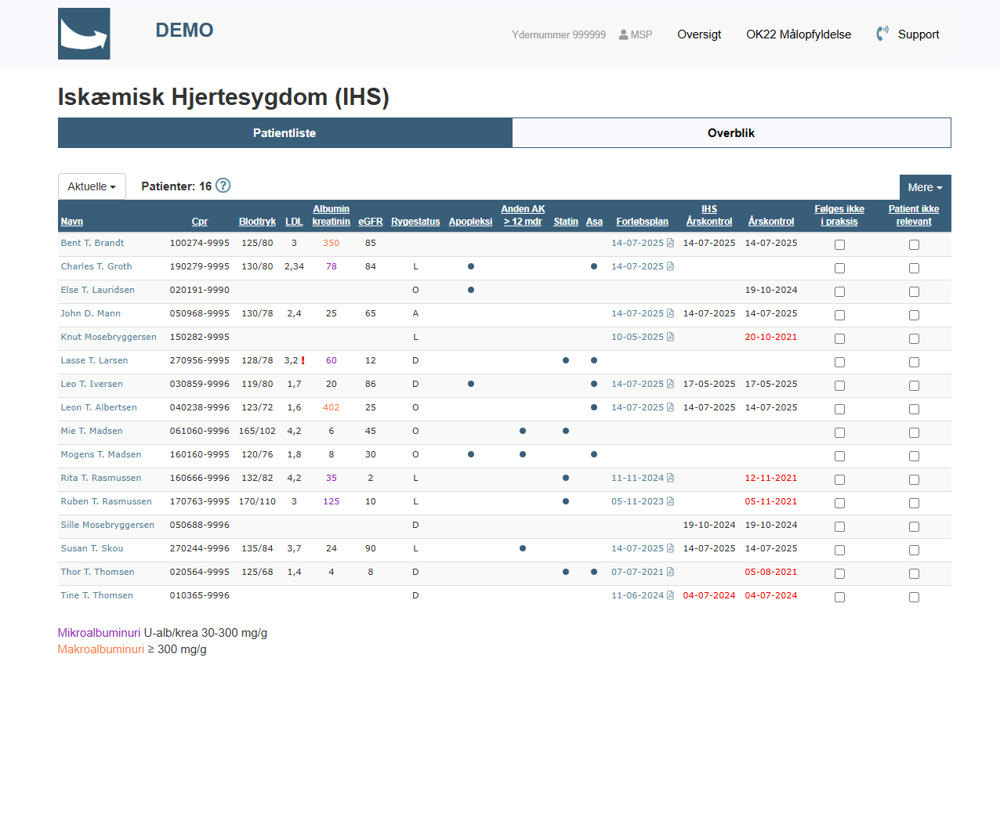 DEMO
Ydernummer 999999 MSP Oversigt OK22 Målopfyldelse Support
Iskæmisk Hjertesygdom (IHS)
Patientliste Overblik
Aktuelle Patienter: 16 ? Mere
Navn Cpr Blodtryk LDL Albumin kreatinin eGFR Rygestatus Apopleksi Anden AK > 12 mdr Statin Asa Forløbsplan IHS Årskontrol Årskontrol Følges ikke i praksis Patient ikke relevant
Bent T. Brandt 100274-9995 125/80 3 350 85 14-07-2025 14-07-2025 14-07-2025
Charles T. Groth 190279-9995 130/80 2,34 78 84 L ● ● 14-07-2025
Else T. Lauridsen 020191-9990 O ● 19-10-2024
John D. Mann 050968-9995 130/78 2,4 25 65 A 14-07-2025 14-07-2025 14-07-2025
Knut Mosebryggersen 150282-9995 L 10-05-2025 20-10-2021
Lasse T. Larsen 270956-9995 128/78 3,2 ! 60 12 D ● ●
Leo T. Iversen 030859-9996 119/80 1,7 20 86 D ● ● 14-07-2025 17-05-2025 17-05-2025
Leon T. Albertsen 040238-9996 123/72 1,6 402 25 O ● 14-07-2025 14-07-2025 14-07-2025
Mie T. Madsen 061060-9996 165/102 4,2 6 45 O ● ●
Mogens T. Madsen 160160-9995 120/76 1,8 8 30 O ● ● ●
Rita T. Rasmussen 160666-9996 132/82 4,2 35 2 L ● 11-11-2024 12-11-2021
Ruben T. Rasmussen 170763-9995 170/110 3 125 10 L ● 05-11-2023 05-11-2021
Sille Mosebryggersen 050688-9996 D 19-10-2024 19-10-2024
Susan T. Skou 270244-9996 135/84 3,7 24 90 L ● 14-07-2025 14-07-2025 14-07-2025
Thor T. Thomsen 020564-9995 125/68 1,4 4 8 D ● ● 07-07-2021 05-08-2021
Tine T. Thomsen 010365-9996 D 11-06-2024 04-07-2024 04-07-2024
Mikroalbuminuri U-alb/krea 30-300 mg/g
Makroalbuminuri ≥ 300 mg/g